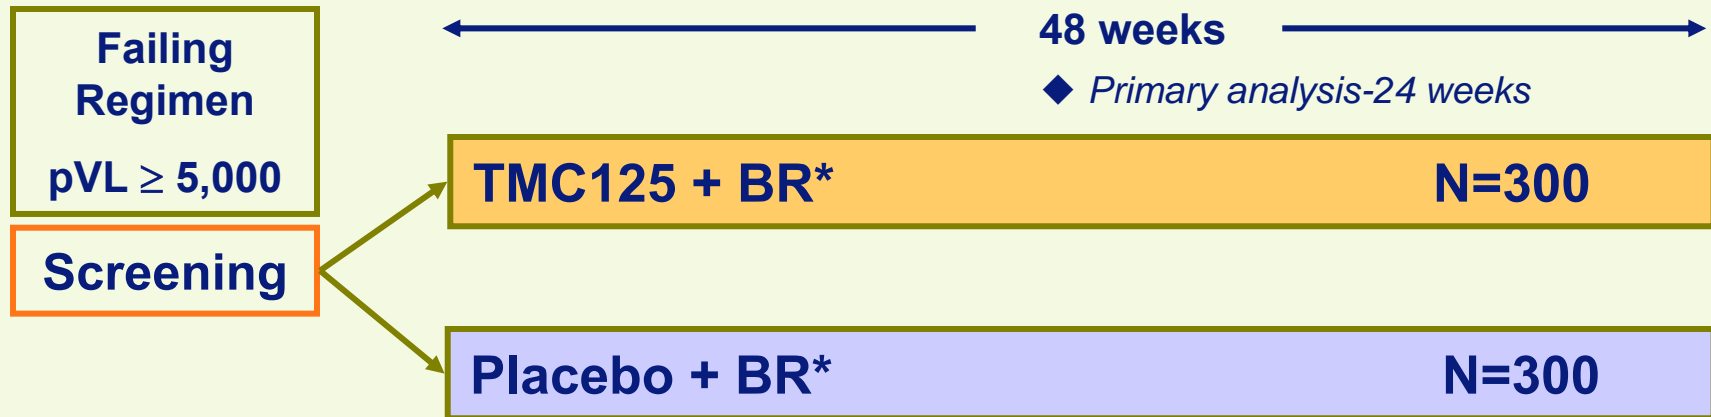 Failing
Regimen
pVL ≥ 5,000
Screening
48 weeks
◆ Primary analysis-24 weeks
TMC125 + BR* N=300
Placebo + BR* N=300